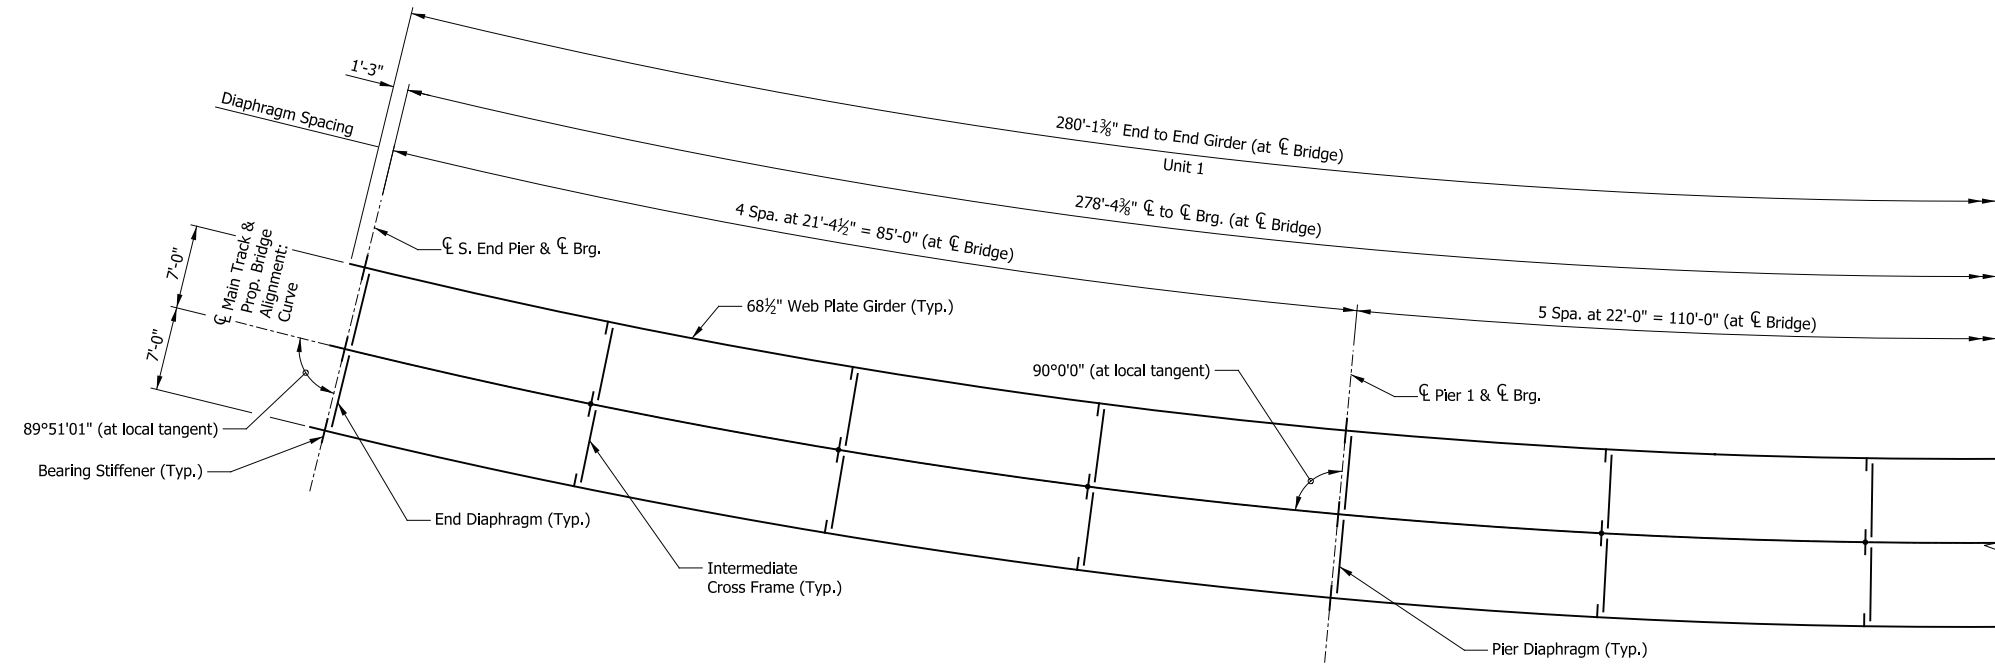 1'-3"
Diaphragm Spacing
280'-1⅜" End to End Girder (at ℄ Bridge)
Unit 1
278'-4⅜" ℄ to ℄ Brg. (at ℄ Bridge)
4 Spa. at 21'-4½" = 85'-0" (at ℄ Bridge)
5 Spa. at 22'-0" = 110'-0" (at ℄ Bridge)
7'-0"
7'-0"
℄ Main Track &
Prop. Bridge
Alignment:
Curve
℄ S. End Pier & ℄ Brg.
68½" Web Plate Girder (Typ.)
90°0'0" (at local tangent)
℄ Pier 1 & ℄ Brg.
89°51'01" (at local tangent)
Bearing Stiffener (Typ.)
End Diaphragm (Typ.)
Intermediate
Cross Frame (Typ.)
Pier Diaphragm (Typ.)